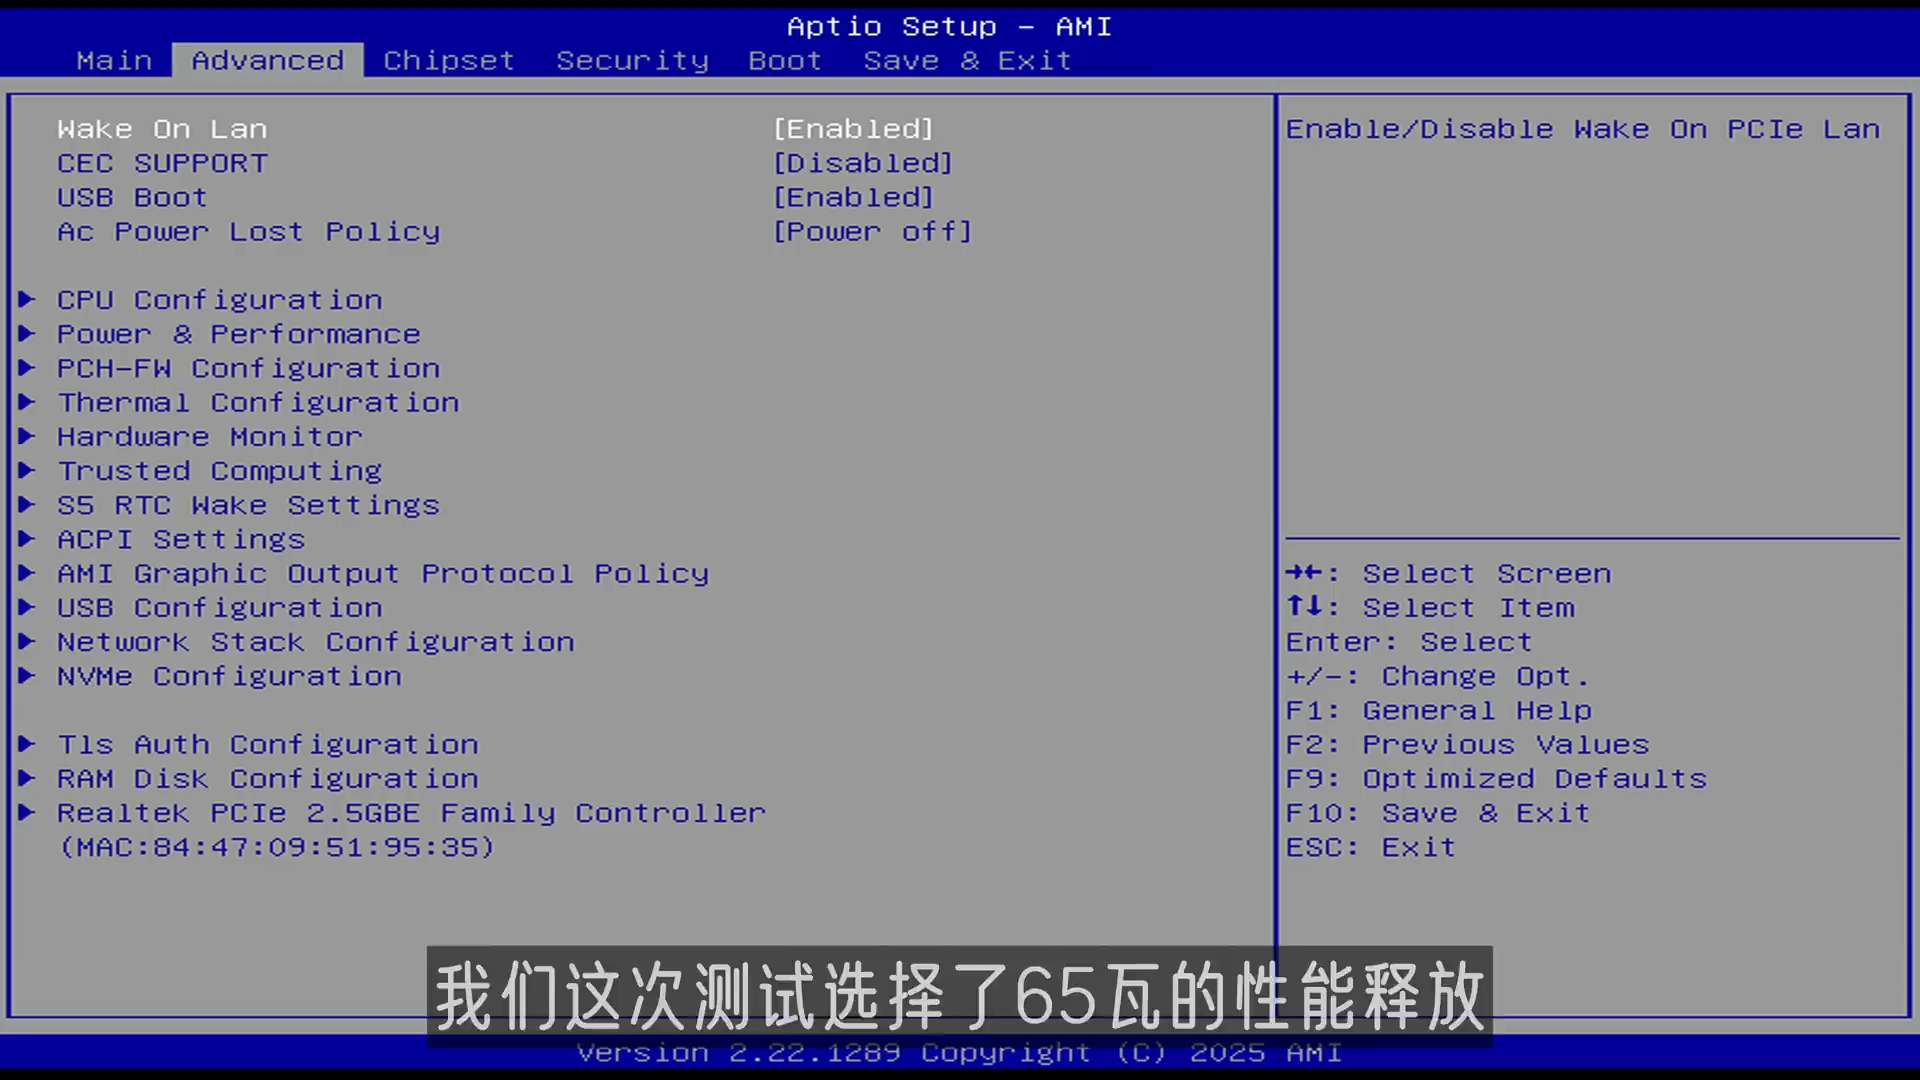 Aptio Setup – AMI
Main Advanced Chipset Security Boot Save & Exit
Wake On Lan [Enabled]
CEC SUPPORT [Disabled]
USB Boot [Enabled]
Ac Power Lost Policy [Power off]
▶ CPU Configuration
▶ Power & Performance
▶ PCH-FW Configuration
▶ Thermal Configuration
▶ Hardware Monitor
▶ Trusted Computing
▶ S5 RTC Wake Settings
▶ ACPI Settings
▶ AMI Graphic Output Protocol Policy
▶ USB Configuration
▶ Network Stack Configuration
▶ NVMe Configuration
▶ Tls Auth Configuration
▶ RAM Disk Configuration
▶ Realtek PCIe 2.5GBE Family Controller
(MAC:84:47:09:51:95:35)
Enable/Disable Wake On PCIe Lan
→←: Select Screen
↑↓: Select Item
Enter: Select
+/-: Change Opt.
F1: General Help
F2: Previous Values
F9: Optimized Defaults
F10: Save & Exit
ESC: Exit
我们这次测试选择了65瓦的性能释放
Version 2.22.1289 Copyright (C) 2025 AMI